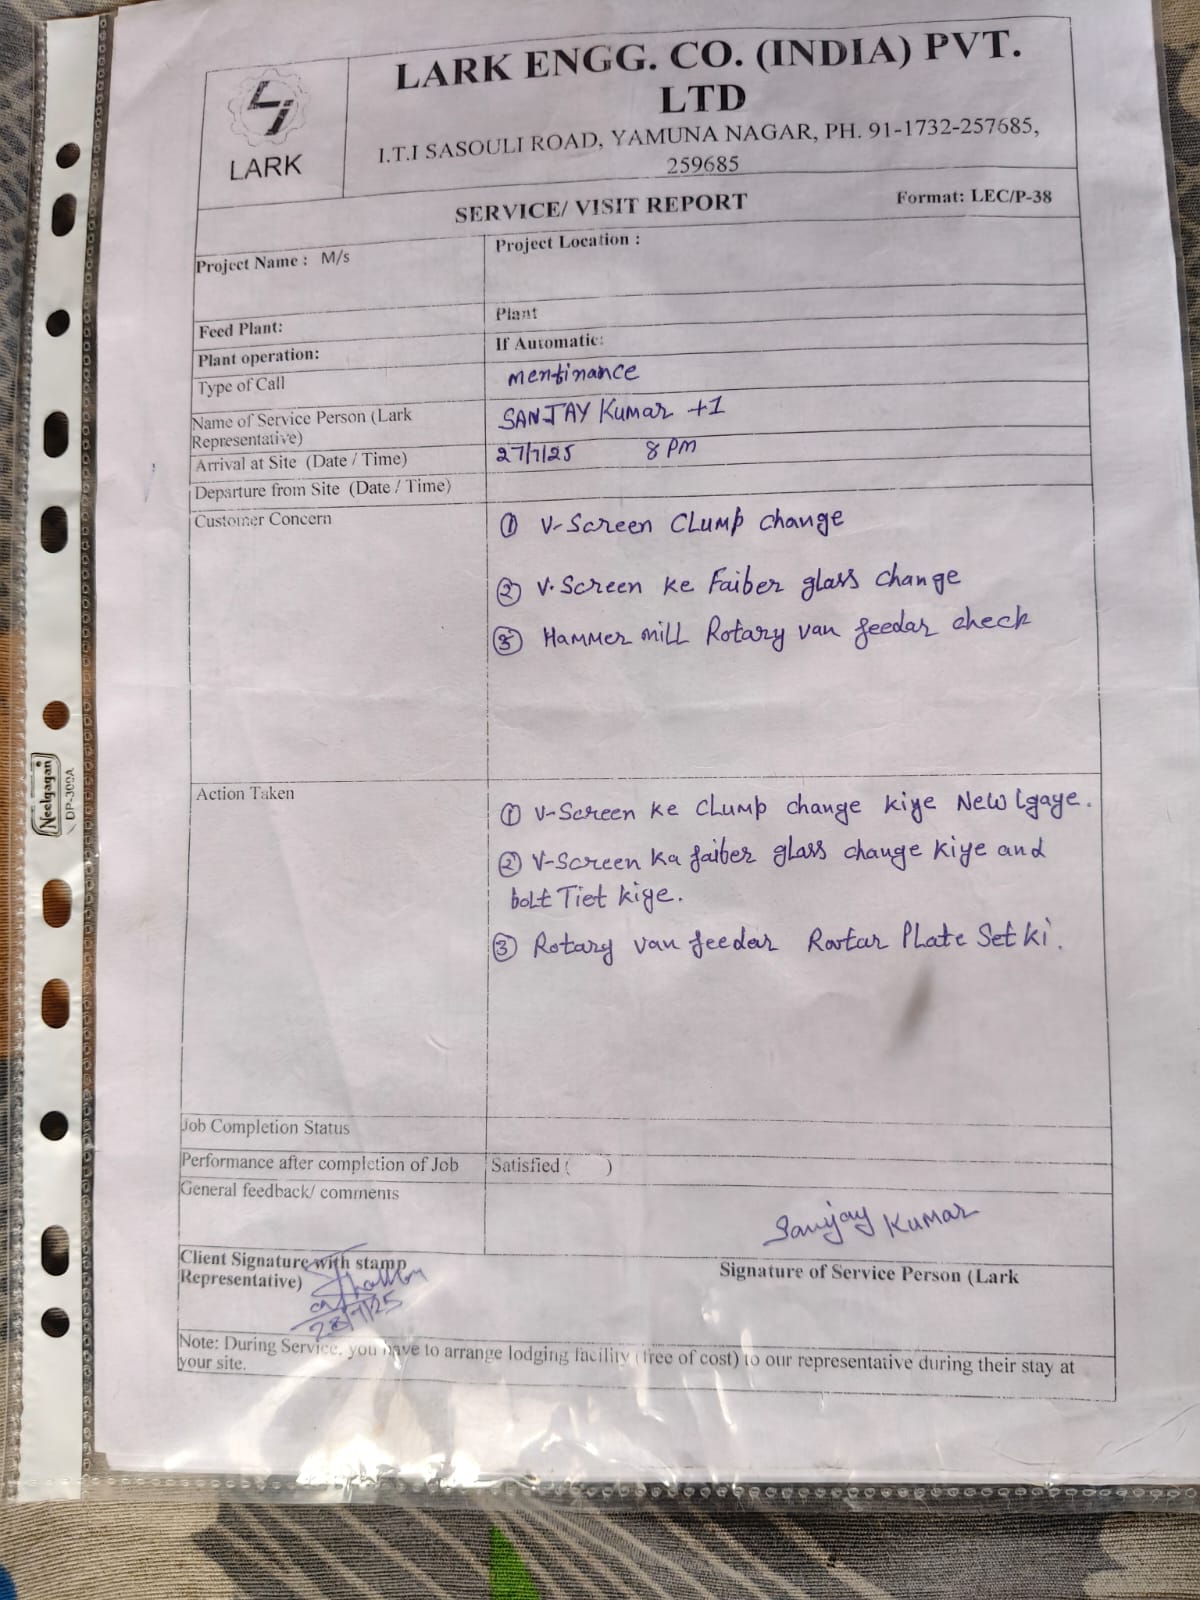 LARK ENGG. CO. (INDIA) PVT.
LTD
I.T.I SASOULI ROAD, YAMUNA NAGAR, PH. 91-1732-257685,
259685
LARK
SERVICE/ VISIT REPORT Format: LEC/P-38
Project Name : M/s Project Location :
Feed Plant: Plant
Plant operation: If Automatic:
Type of Call mentinance
Name of Service Person (Lark
Representative) SANJAY Kumar +1
Arrival at Site (Date / Time) 27/7/25 8 PM
Departure from Site (Date / Time)
Customer Concern
① V-Screen CLUMP change
② V.Screen ke Faiber glass change
③ Hammer mill Rotary van feedar check
Action Taken
① V-Screen ke CLUMP change kiye New lgaye.
② V-Screen ka faiber glass change kiye and
boLt Tiet kiye.
③ Rotary van feedar Rootar PLate Set ki.
Job Completion Status
Performance after completion of Job Satisfied ( )
General feedback/ comments
Sanjay Kumar
Client Signature with stamp Signature of Service Person (Lark
Representative)
28/7/25
Note: During Service, you have to arrange lodging facility (free of cost) to our representative during their stay at
your site.
Neelgagan
DP-309A